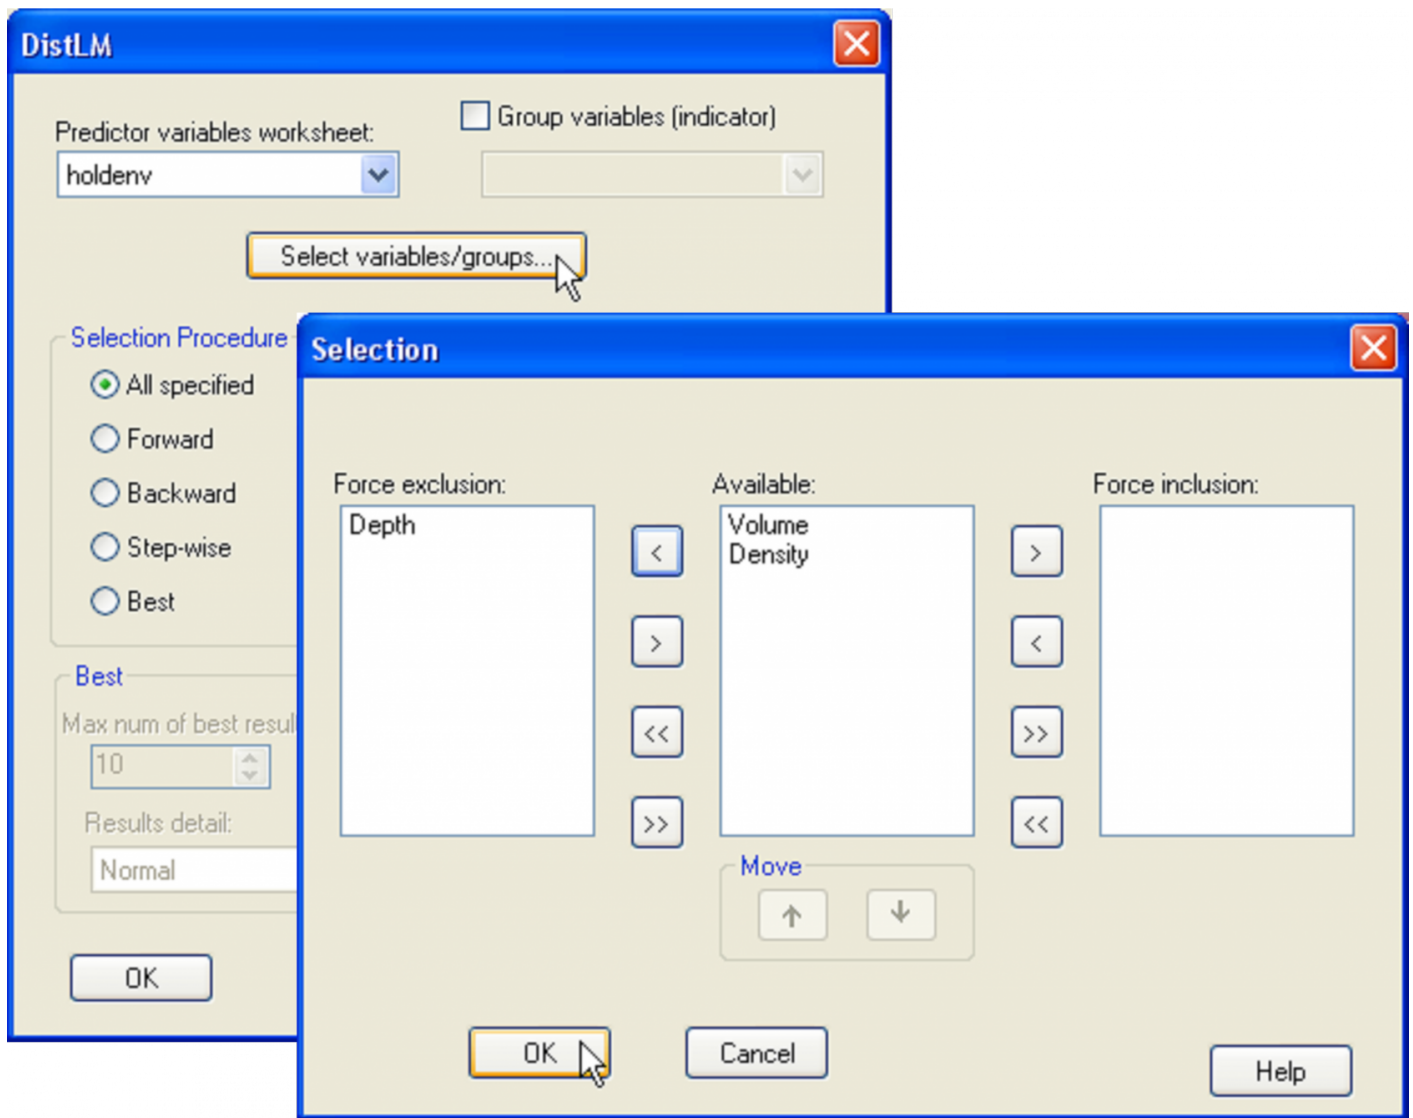 DistLM
Group variables (indicator)
Predictor variables worksheet:
holdenv
Select variables/groups...
Selection Procedure
All specified
Forward
Backward
Step-wise
Best
Best
Max num of best resul
10
Results detail:
Normal
OK
Selection
Force exclusion:
Available:
Force inclusion:
Depth
Volume
Density
<
>
>
<
<<
>>
>>
<<
Move
OK
Cancel
Help